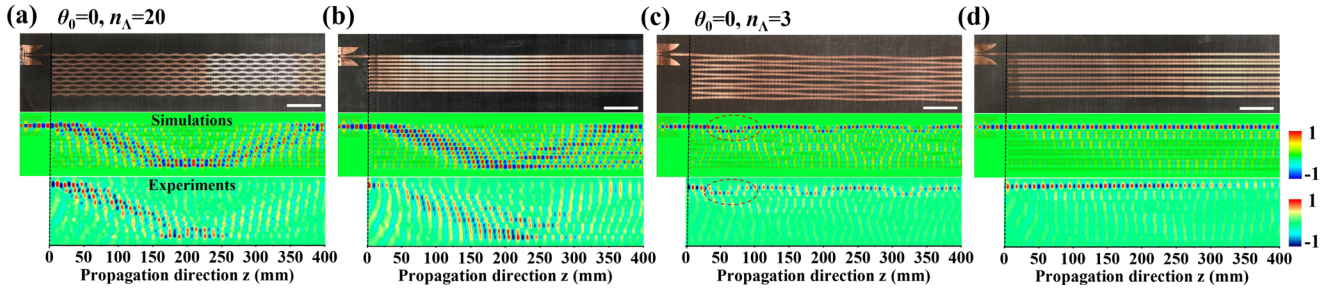 (a) θ₀=0, n_Λ=20
(b)
(c) θ₀=0, n_Λ=3
(d)
Simulations
Experiments
1
-1
1
-1
0 50 100 150 200 250 300 350 400
0 50 100 150 200 250 300 350 400
0 50 100 150 200 250 300 350 400
0 50 100 150 200 250 300 350 400
Propagation direction z (mm)
Propagation direction z (mm)
Propagation direction z (mm)
Propagation direction z (mm)